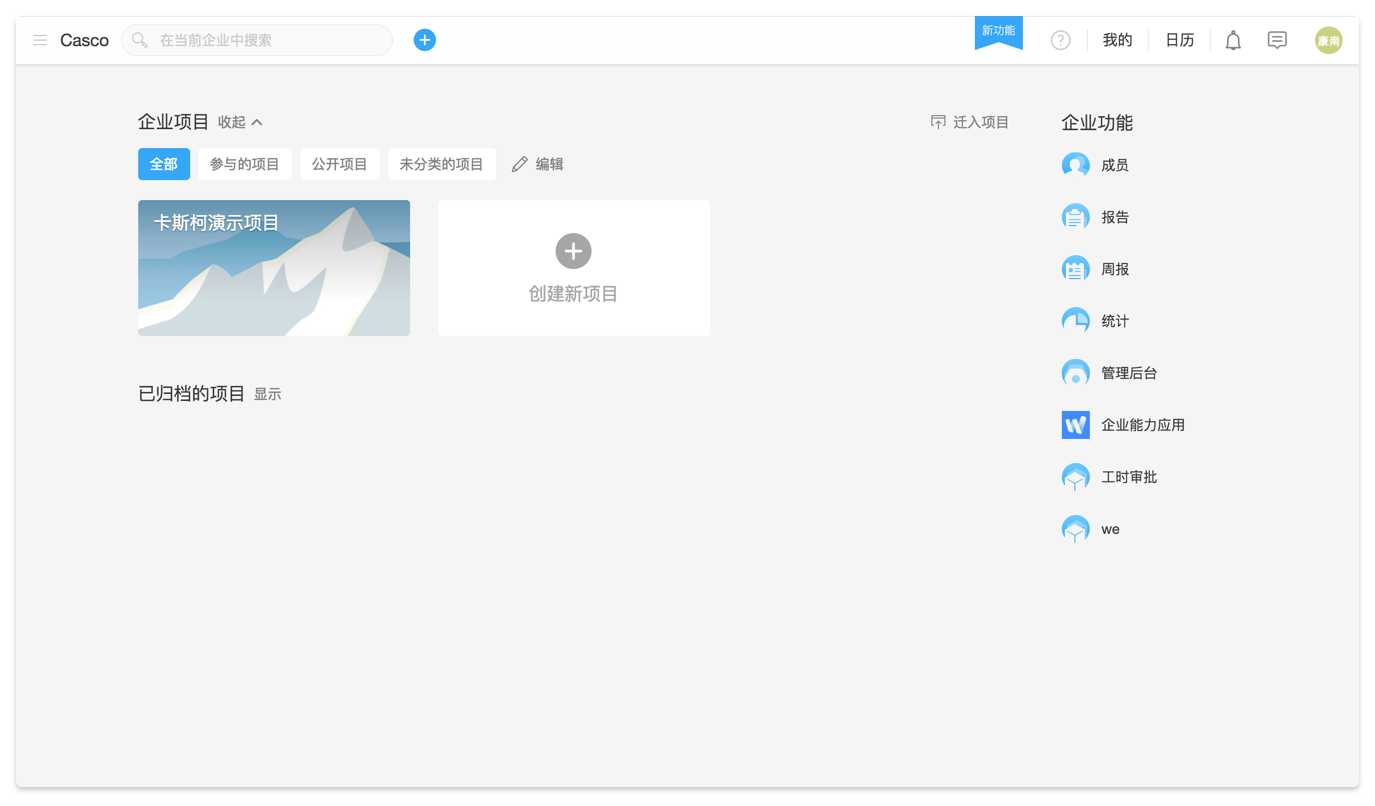 Casco
在当前企业中搜索
新功能
我的
日历
康南
企业项目 收起
迁入项目
全部
参与的项目
公开项目
未分类的项目
编辑
卡斯柯演示项目
创建新项目
已归档的项目 显示
企业功能
成员
报告
周报
统计
管理后台
企业能力应用
工时审批
we